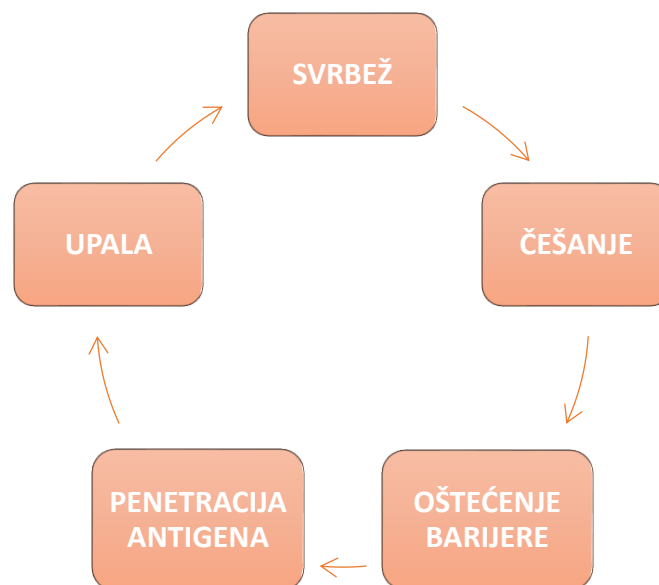 SVRBEŽ
ČEŠANJE
OŠTEĆENJE
BARIJERE
PENETRACIJA
ANTIGENA
UPALA